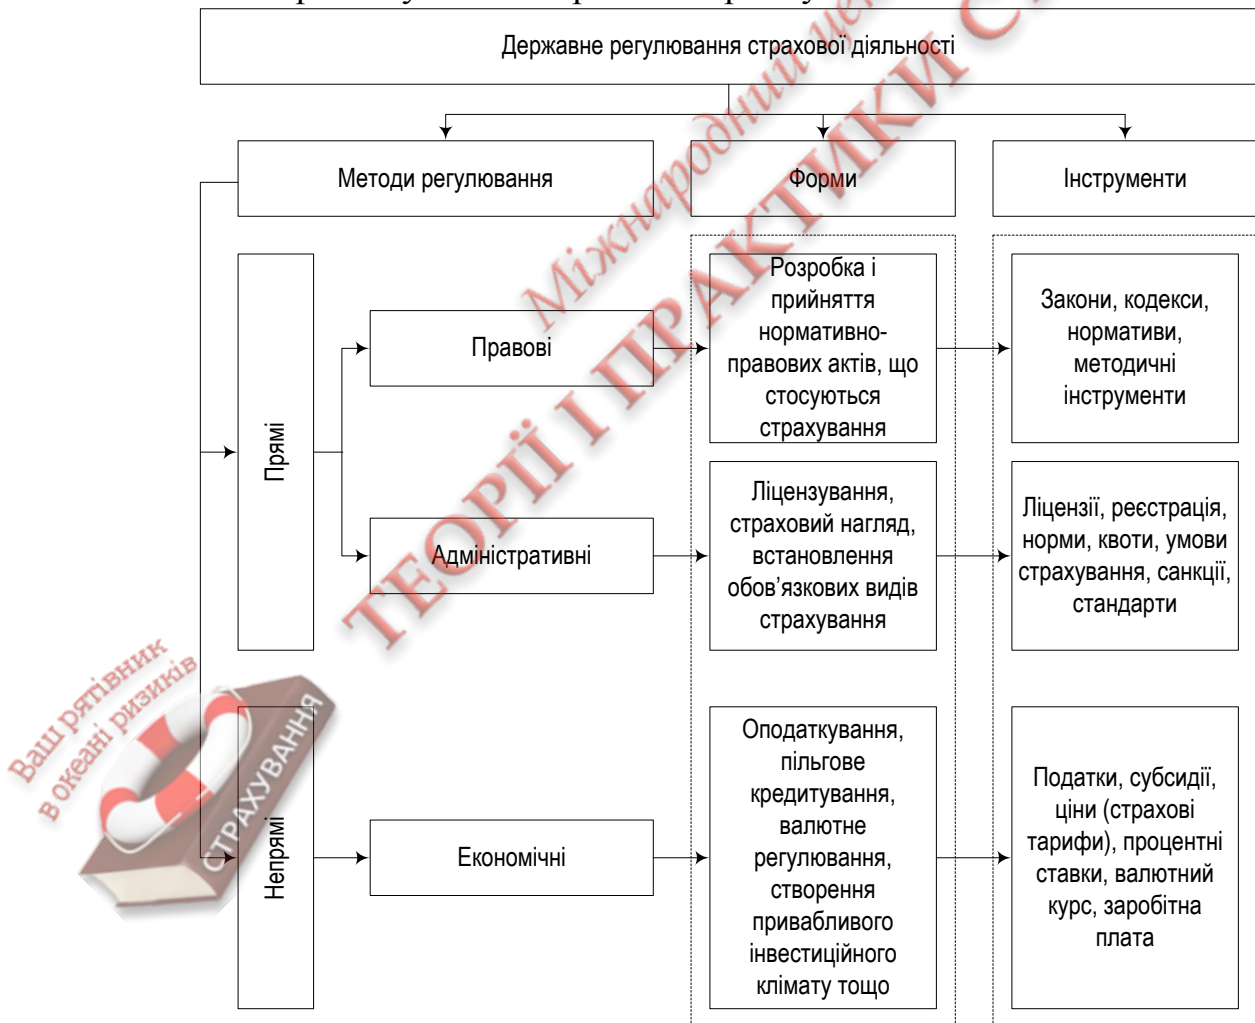 Державне регулювання страхової діяльності
Методи регулювання
Форми
Інструменти
Прямі
Правові
Розробка і
прийняття
нормативно-
правових актів, що
стосуються
страхування
Закони, кодекси,
нормативи,
методичні
інструменти
Адміністративні
Ліцензування,
страховий нагляд,
встановлення
обов’язкових видів
страхування
Ліцензії, реєстрація,
норми, квоти, умови
страхування, санкції,
стандарти
Непрямі
Економічні
Оподаткування,
пільгове
кредитування,
валютне
регулювання,
створення
привабливого
інвестиційного
клімату тощо
Податки, субсидії,
ціни (страхові
тарифи), процентні
ставки, валютний
курс, заробітна
плата
Міжнародний
ТЕОРІЇ І ПРАКТИКИ
Ваш рятівник
в океані ризиків
СТРАХУВАННЯ